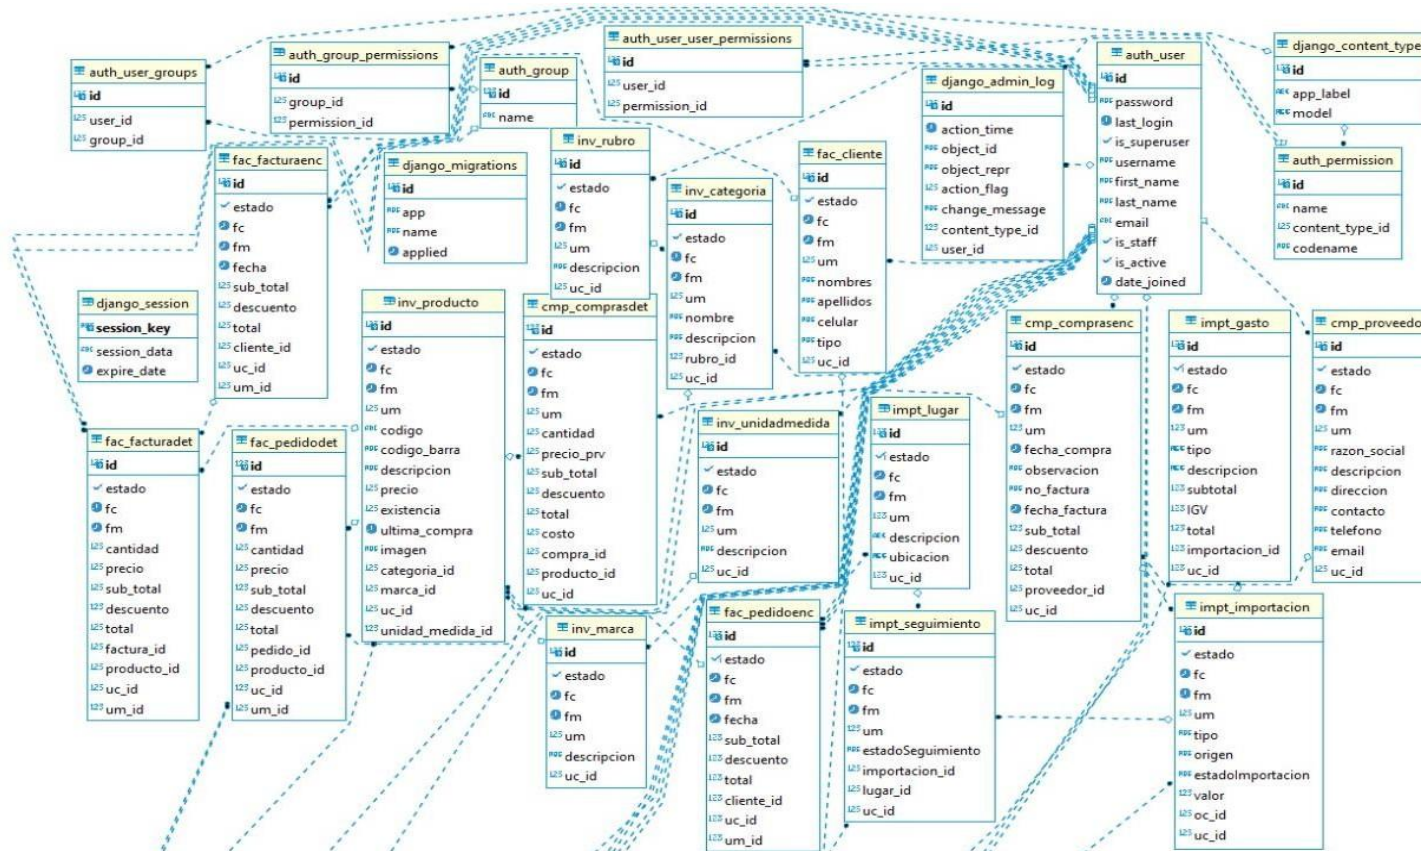 auth_user_groups
id
user_id
group_id
auth_group_permissions
id
group_id
permission_id
auth_group
id
name
auth_user_user_permissions
id
user_id
permission_id
django_admin_log
id
action_time
object_id
object_repr
action_flag
change_message
content_type_id
user_id
auth_user
id
password
last_login
is_superuser
username
first_name
last_name
email
is_staff
is_active
date_joined
django_content_type
id
app_label
model
auth_permission
id
name
content_type_id
codename
fac_facturaenc
id
estado
fc
fm
fecha
sub_total
descuento
total
cliente_id
uc_id
um_id
django_migrations
id
app
name
applied
inv_rubro
id
estado
fc
fm
um
descripcion
uc_id
inv_categoria
id
estado
fc
fm
um
nombre
descripcion
rubro_id
uc_id
fac_cliente
id
estado
fc
fm
um
nombres
apellidos
celular
tipo
uc_id
django_session
session_key
session_data
expire_date
inv_producto
id
estado
fc
fm
um
codigo
codigo_barra
descripcion
precio
existencia
ultima_compra
imagen
categoria_id
marca_id
uc_id
unidad_medida_id
cmp_comprasdet
id
estado
fc
fm
um
cantidad
precio_prv
sub_total
descuento
total
costo
compra_id
producto_id
uc_id
cmp_comprasenc
id
estado
fc
fm
um
fecha_compra
observacion
no_factura
fecha_factura
sub_total
descuento
total
proveedor_id
uc_id
impt_gasto
id
estado
fc
fm
um
tipo
descripcion
subtotal
IGV
total
importacion_id
uc_id
cmp_proveedo
id
estado
fc
fm
um
razon_social
descripcion
direccion
contacto
telefono
email
uc_id
fac_facturadet
id
estado
fc
fm
cantidad
precio
sub_total
descuento
total
factura_id
producto_id
uc_id
um_id
fac_pedidodet
id
estado
fc
fm
cantidad
precio
sub_total
descuento
total
pedido_id
producto_id
uc_id
um_id
inv_unidadmedida
id
estado
fc
fm
um
descripcion
uc_id
impt_lugar
id
estado
fc
fm
um
descripcion
ubicacion
uc_id
inv_marca
id
estado
fc
fm
um
descripcion
uc_id
fac_pedidoenc
id
estado
fc
fm
fecha
sub_total
descuento
total
cliente_id
uc_id
um_id
impt_seguimiento
id
estado
fc
fm
um
estadoSeguimiento
importacion_id
lugar_id
uc_id
impt_importacion
id
estado
fc
fm
um
tipo
origen
estadoImportacion
valor
oc_id
uc_id